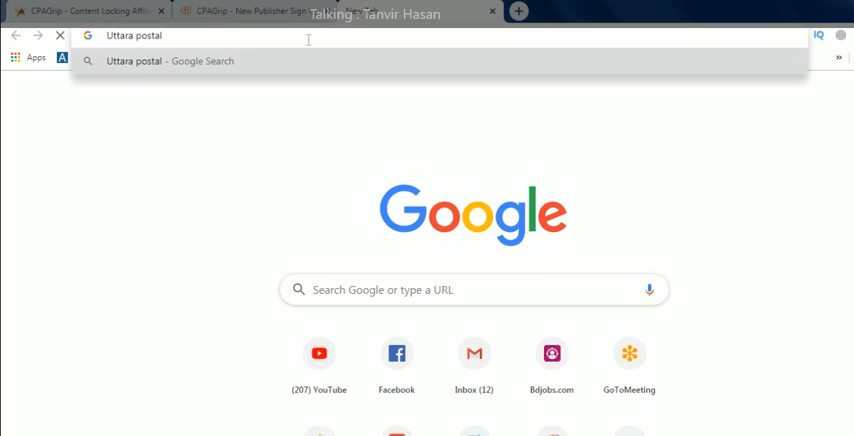 CPAGrip - Content Locking Affili
CPAGrip - New Publisher Sign
Talking : Tanvir Hasan
Uttara postal
IQ
Apps
A
Uttara postal - Google Search
»
Google
Search Google or type a URL
(207) YouTube
Facebook
Inbox (12)
Bdjobs.com
GoToMeeting